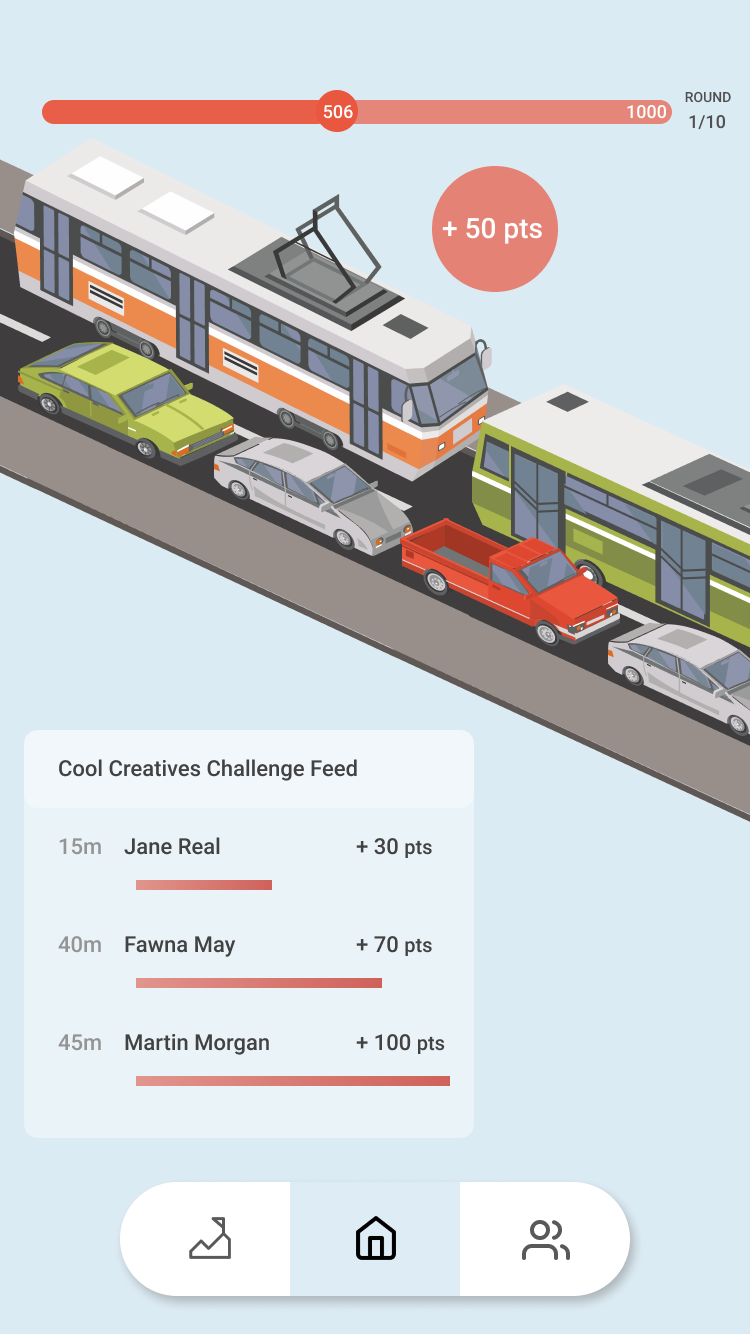 506
1000
ROUND
1/10
+ 50 pts
Cool Creatives Challenge Feed
15m Jane Real + 30 pts
40m Fawna May + 70 pts
45m Martin Morgan + 100 pts